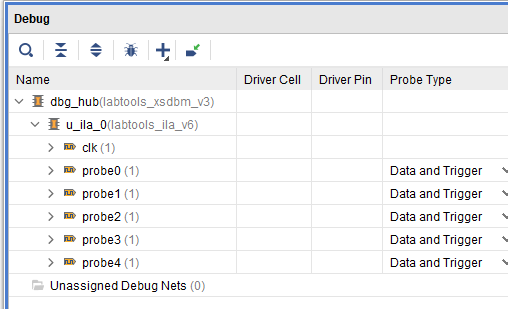 Debug
Name Driver Cell Driver Pin Probe Type
dbg_hub(labtools_xsdbm_v3)
u_ila_0(labtools_ila_v6)
clk (1)
probe0 (1) Data and Trigger
probe1 (1) Data and Trigger
probe2 (1) Data and Trigger
probe3 (1) Data and Trigger
probe4 (1) Data and Trigger
Unassigned Debug Nets (0)